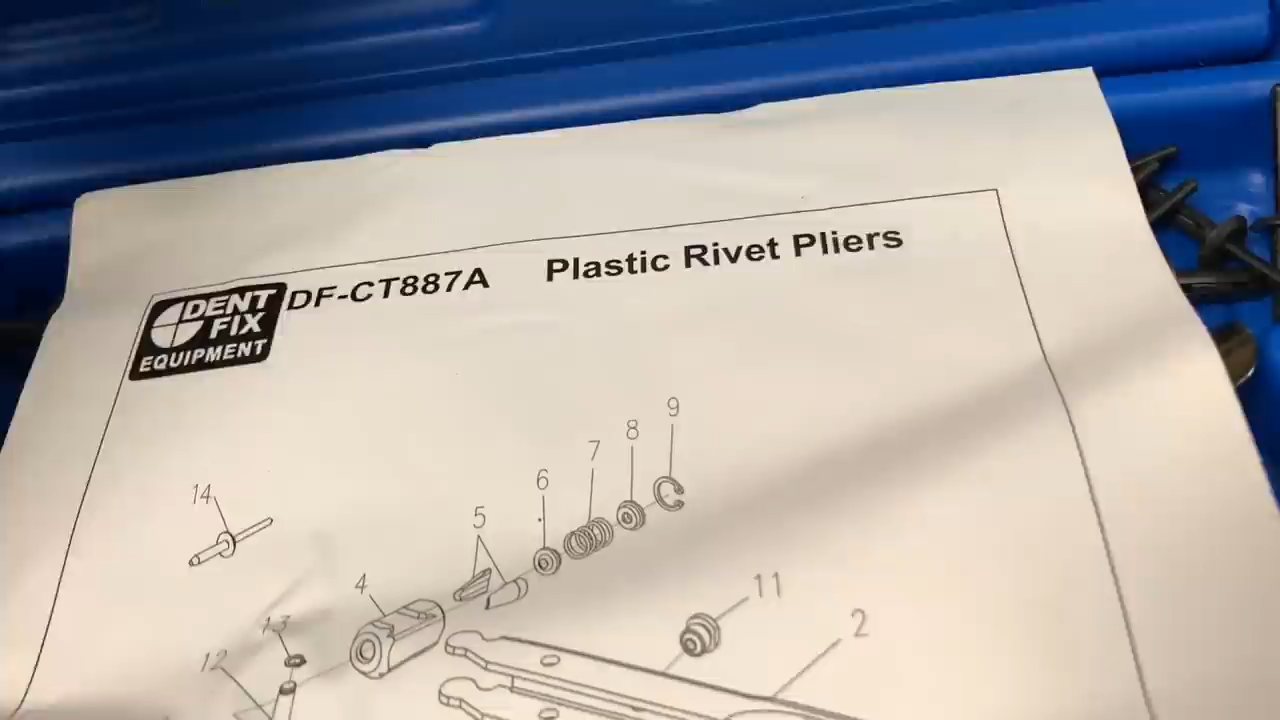 DENT
FIX
EQUIPMENT
DF-CT887A Plastic Rivet Pliers
9
8
7
6
14
5
4
11
13
2
12